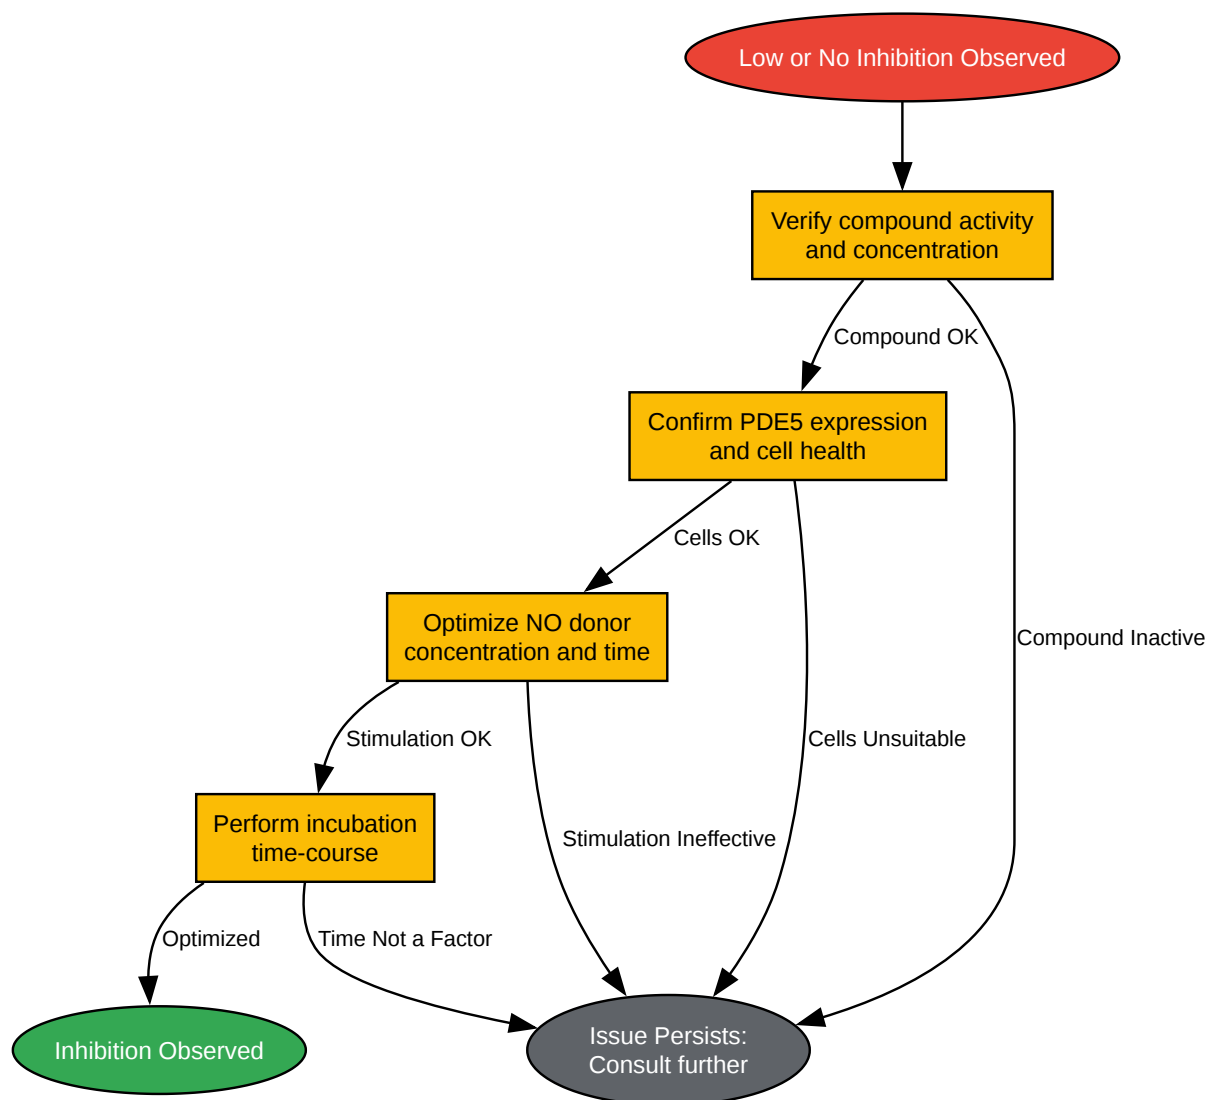 Low or No Inhibition Observed
Verify compound activity
and concentration
Compound OK
Confirm PDE5 expression
and cell health
Cells OK
Optimize NO donor
concentration and time
Compound Inactive
Stimulation OK
Cells Unsuitable
Perform incubation
time-course
Stimulation Ineffective
Optimized
Time Not a Factor
Inhibition Observed
Issue Persists:
Consult further